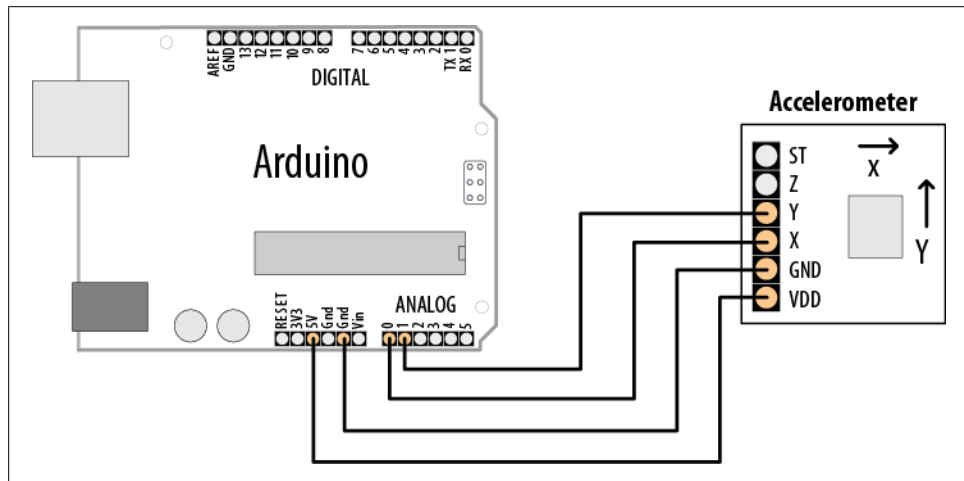 AREF
GND
13
12
11
10
9
8
7
6
5
4
3
2
TX 1
RX 0
DIGITAL
Arduino
Accelerometer
ST
Z
Y
X
GND
VDD
X
Y
ANALOG
RESET
3V3
5V
Gnd
Gnd
Vin
0
1
2
3
4
5